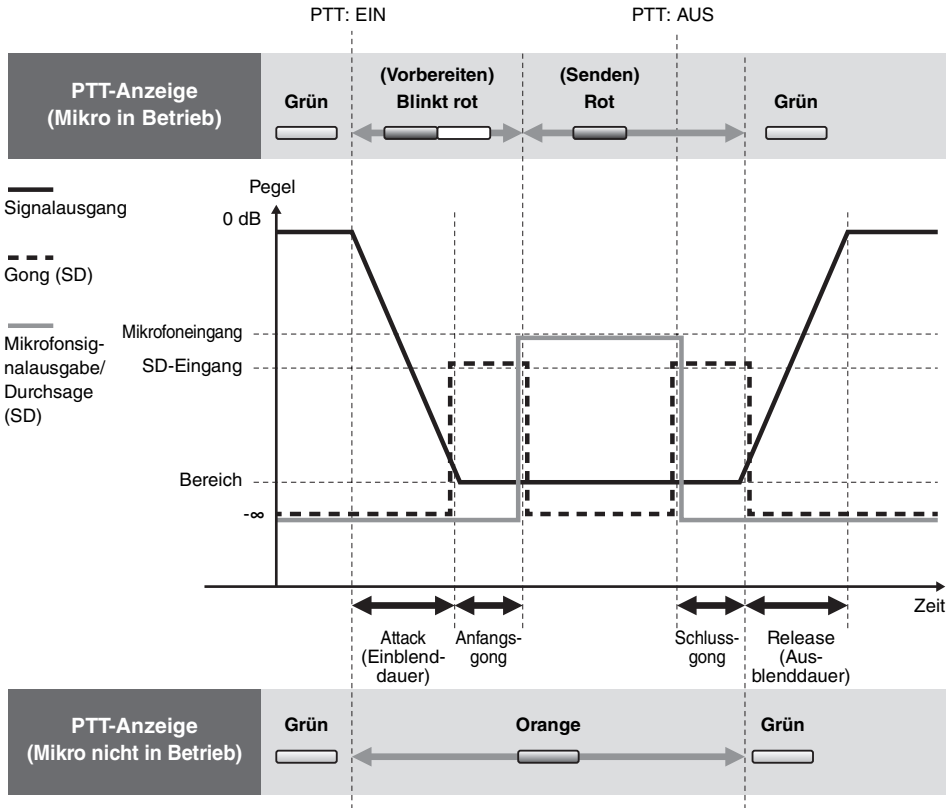 PTT: EIN
PTT: AUS
PTT-Anzeige
(Mikro in Betrieb)
Grün
(Vorbereiten)
Blinkt rot
(Senden)
Rot
Grün
Signalausgang
Gong (SD)
Mikrofonsig-
nalausgabe/
Durchsage
(SD)
Pegel
0 dB
Mikrofoneingang
SD-Eingang
Bereich
-∞
Zeit
Attack
(Einblend-
dauer)
Anfangs-
gong
Schluss-
gong
Release
(Aus-
blenddauer)
PTT-Anzeige
(Mikro nicht in Betrieb)
Grün
Orange
Grün